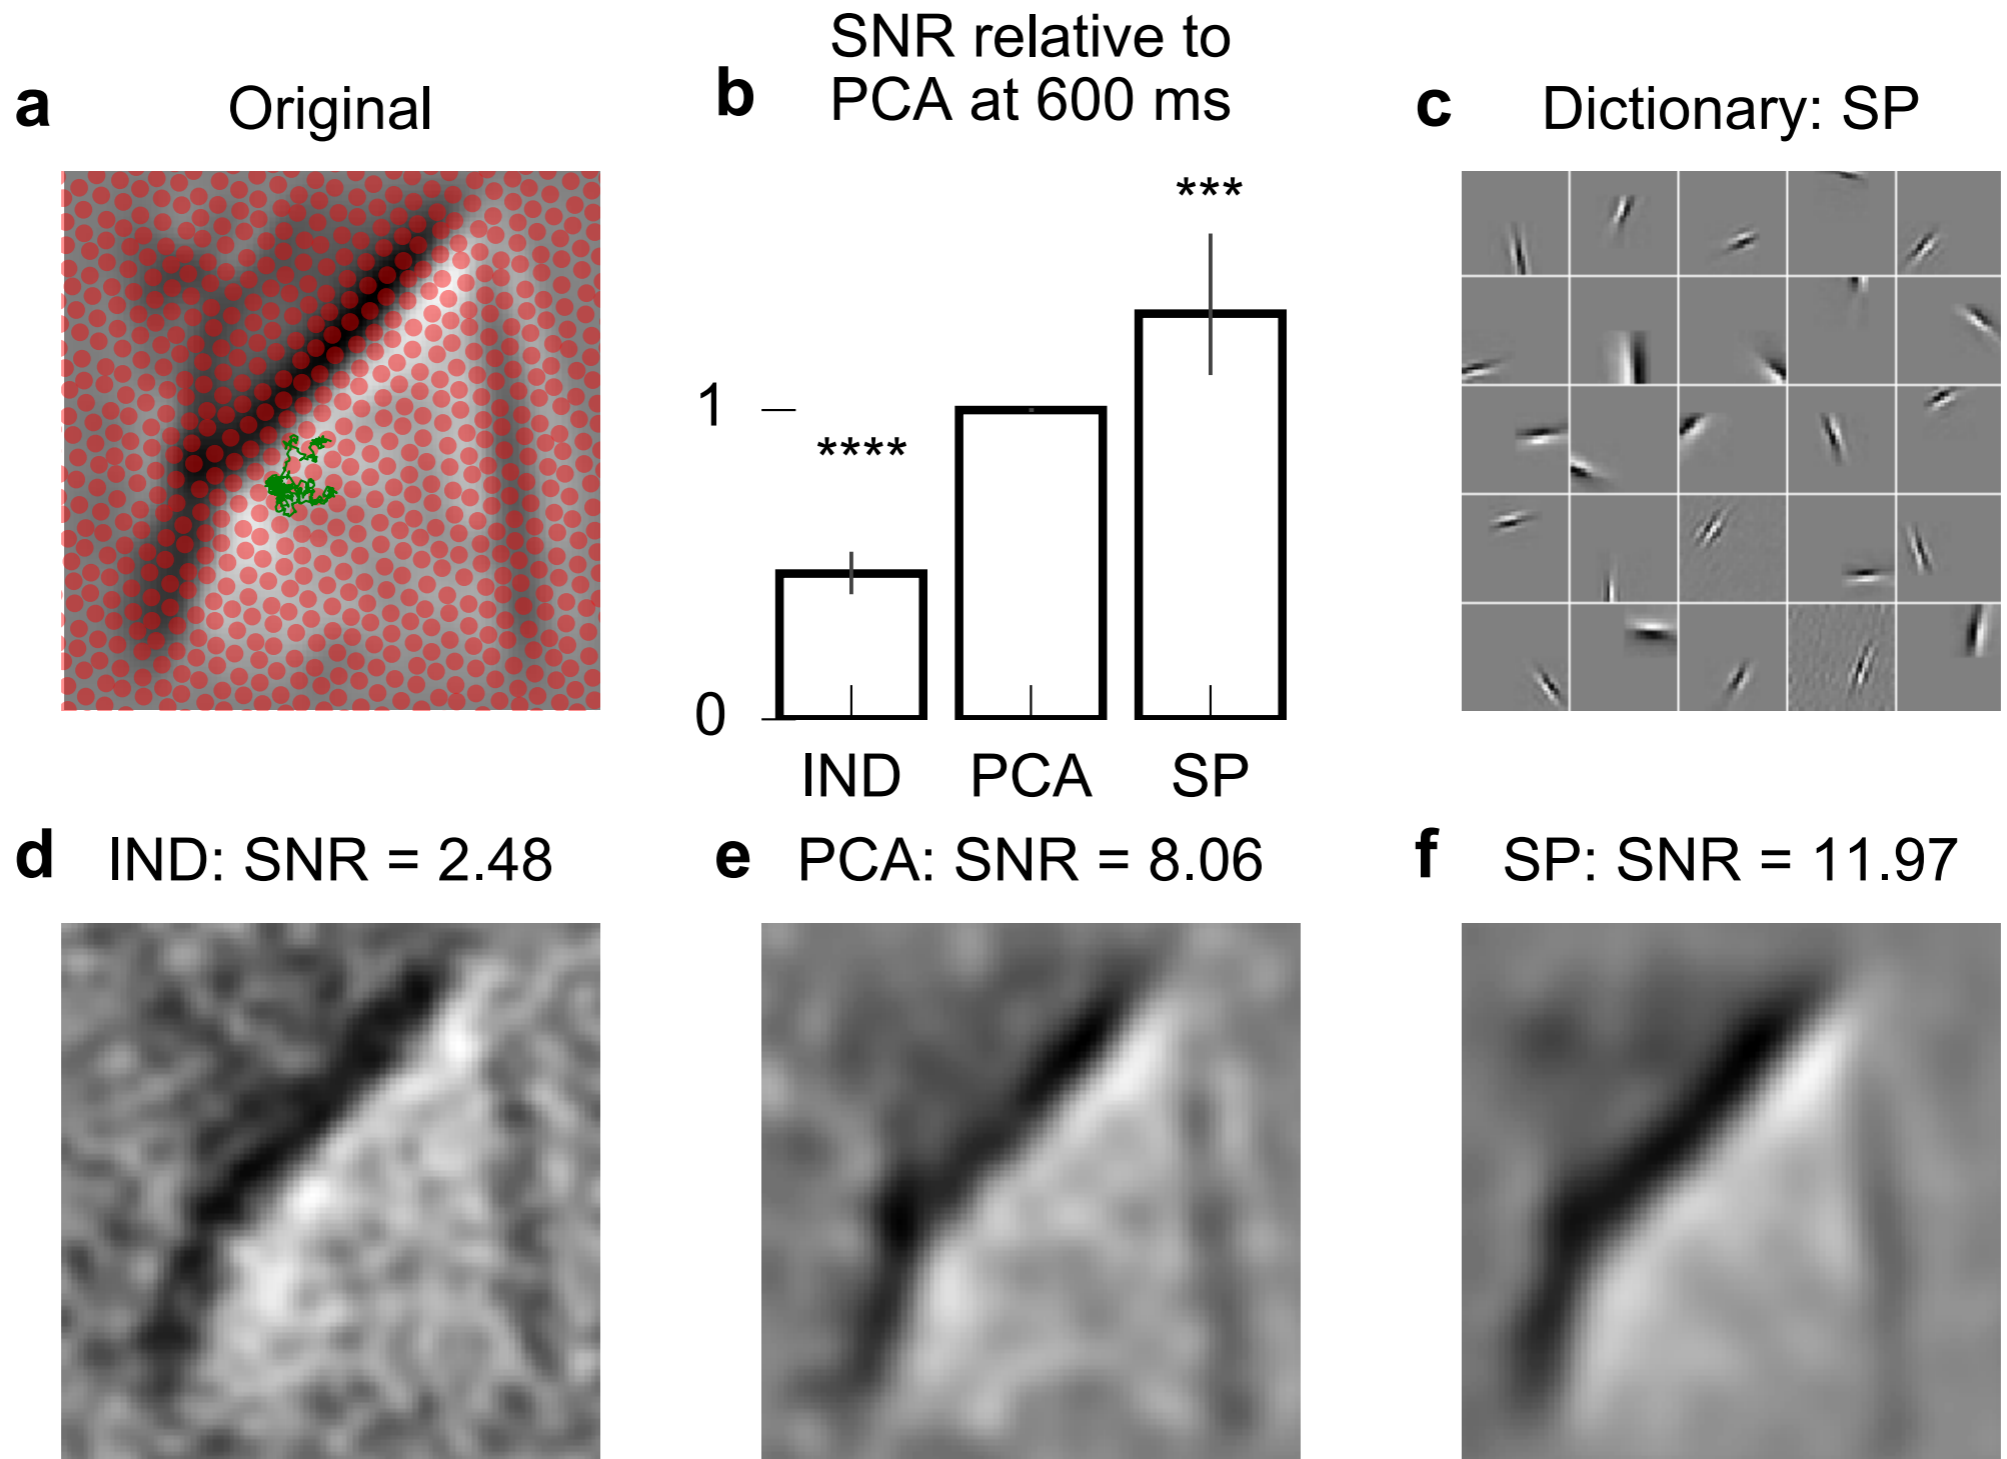 a
Original
b
SNR relative to
PCA at 600 ms
c
Dictionary: SP
***
1
****
0
IND
PCA
SP
d
IND: SNR = 2.48
e
PCA: SNR = 8.06
f
SP: SNR = 11.97